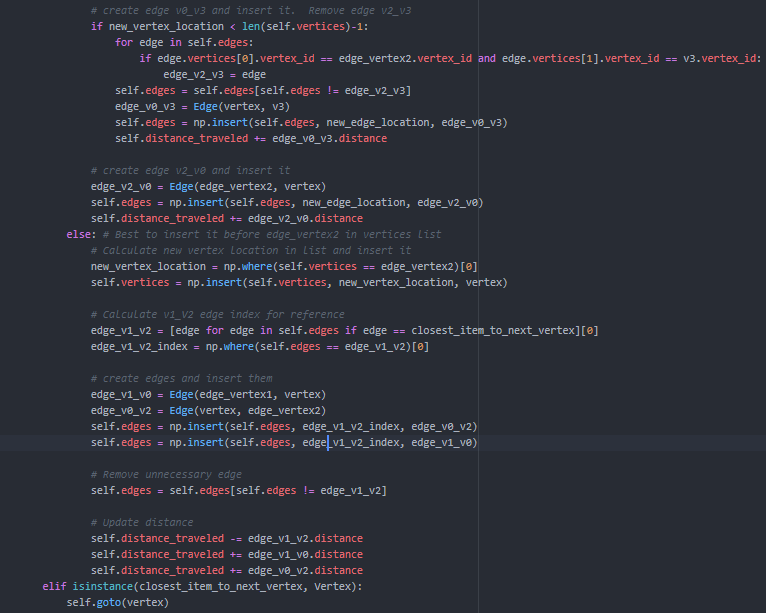 # create edge v0_v3 and insert it.  Remove edge v2_v3
if new_vertex_location < len(self.vertices)-1:
    for edge in self.edges:
        if edge.vertices[0].vertex_id == edge_vertex2.vertex_id and edge.vertices[1].vertex_id == v3.vertex_id:
            edge_v2_v3 = edge
    self.edges = self.edges[self.edges != edge_v2_v3]
    edge_v0_v3 = Edge(vertex, v3)
    self.edges = np.insert(self.edges, new_edge_location, edge_v0_v3)
    self.distance_traveled += edge_v0_v3.distance

# create edge v2_v0 and insert it
edge_v2_v0 = Edge(edge_vertex2, vertex)
self.edges = np.insert(self.edges, new_edge_location, edge_v2_v0)
self.distance_traveled += edge_v2_v0.distance
else: # Best to insert it before edge_vertex2 in vertices list
# Calculate new vertex location in list and insert it
new_vertex_location = np.where(self.vertices == edge_vertex2)[0]
self.vertices = np.insert(self.vertices, new_vertex_location, vertex)

# Calculate v1_V2 edge index for reference
edge_v1_v2 = [edge for edge in self.edges if edge == closest_item_to_next_vertex][0]
edge_v1_v2_index = np.where(self.edges == edge_v1_v2)[0]

# create edges and insert them
edge_v1_v0 = Edge(edge_vertex1, vertex)
edge_v0_v2 = Edge(vertex, edge_vertex2)
self.edges = np.insert(self.edges, edge_v1_v2_index, edge_v0_v2)
self.edges = np.insert(self.edges, edge_v1_v2_index, edge_v1_v0)

# Remove unnecessary edge
self.edges = self.edges[self.edges != edge_v1_v2]

# Update distance
self.distance_traveled -= edge_v1_v2.distance
self.distance_traveled += edge_v1_v0.distance
self.distance_traveled += edge_v0_v2.distance
elif isinstance(closest_item_to_next_vertex, Vertex):
self.goto(vertex)